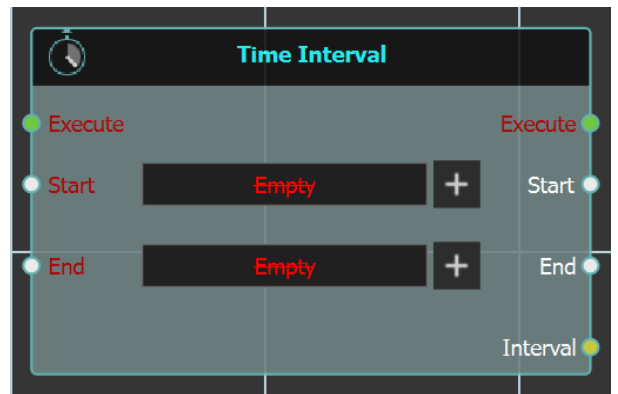 Time Interval
Execute Execute
Start Empty + Start
End Empty + End
Interval